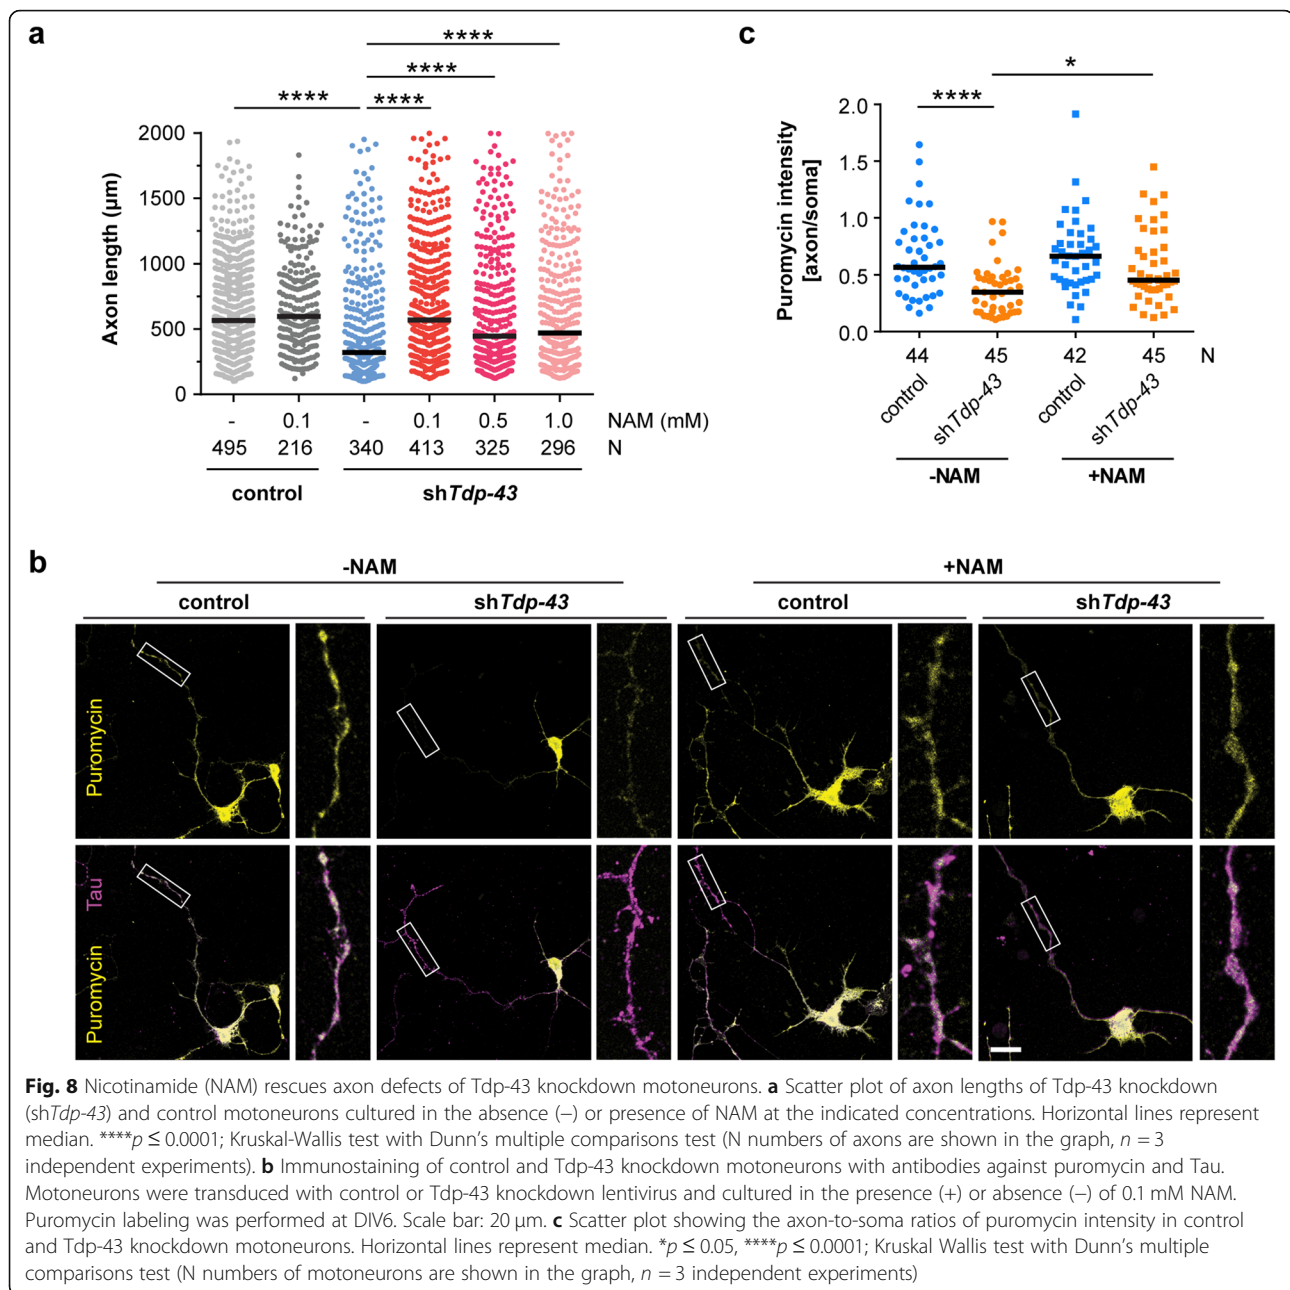 a
****
****
**** ****
Axon length (µm)
2000
1500
1000
500
0
- 0.1 - 0.1 0.5 1.0 NAM (mM)
495 216 340 413 325 296 N
control shTdp-43
c
*
****
Puromycin intensity
[axon/soma]
2.0
1.5
1.0
0.5
0.0
44 45 42 45 N
control shTdp-43 control shTdp-43
-NAM +NAM
b
-NAM +NAM
control shTdp-43 control shTdp-43
Puromycin
Puromycin Tau
Fig. 8 Nicotinamide (NAM) rescues axon defects of Tdp-43 knockdown motoneurons. a Scatter plot of axon lengths of Tdp-43 knockdown
(shTdp-43) and control motoneurons cultured in the absence (−) or presence of NAM at the indicated concentrations. Horizontal lines represent
median. ****p ≤ 0.0001; Kruskal-Wallis test with Dunn's multiple comparisons test (N numbers of axons are shown in the graph, n = 3
independent experiments). b Immunostaining of control and Tdp-43 knockdown motoneurons with antibodies against puromycin and Tau.
Motoneurons were transduced with control or Tdp-43 knockdown lentivirus and cultured in the presence (+) or absence (−) of 0.1 mM NAM.
Puromycin labeling was performed at DIV6. Scale bar: 20 µm. c Scatter plot showing the axon-to-soma ratios of puromycin intensity in control
and Tdp-43 knockdown motoneurons. Horizontal lines represent median. *p ≤ 0.05, ****p ≤ 0.0001; Kruskal Wallis test with Dunn's multiple
comparisons test (N numbers of motoneurons are shown in the graph, n = 3 independent experiments)